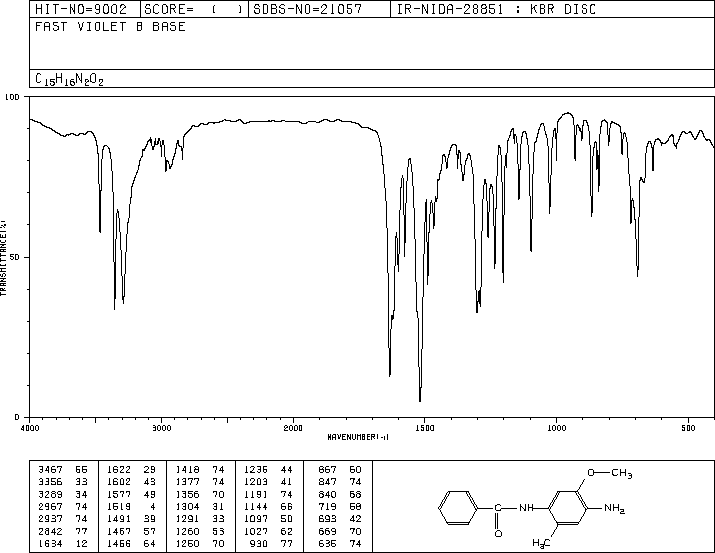 HIT-NO=9002 SCORE= ( ) SDBS-NO=21057 IR-NIDA-28851 : KBR DISC
FAST VIOLET B BASE
C15H16N2O2
100
50
0
TRANSMITTANCE(%)
4000 3000 2000 1500 1000 500
WAVENUMBER(-1)
3467 55 1622 29 1418 74 1236 44 867 60
3356 33 1602 43 1377 74 1203 41 847 74
3289 34 1577 49 1356 70 1191 74 840 68
2967 74 1519 4 1304 31 1144 66 719 58
2937 74 1491 39 1291 33 1097 50 693 42
2842 77 1467 57 1260 53 1027 62 669 70
1634 12 1456 64 1250 70 930 77 635 74
O—CH3
C—NH
NH2
O
H3C